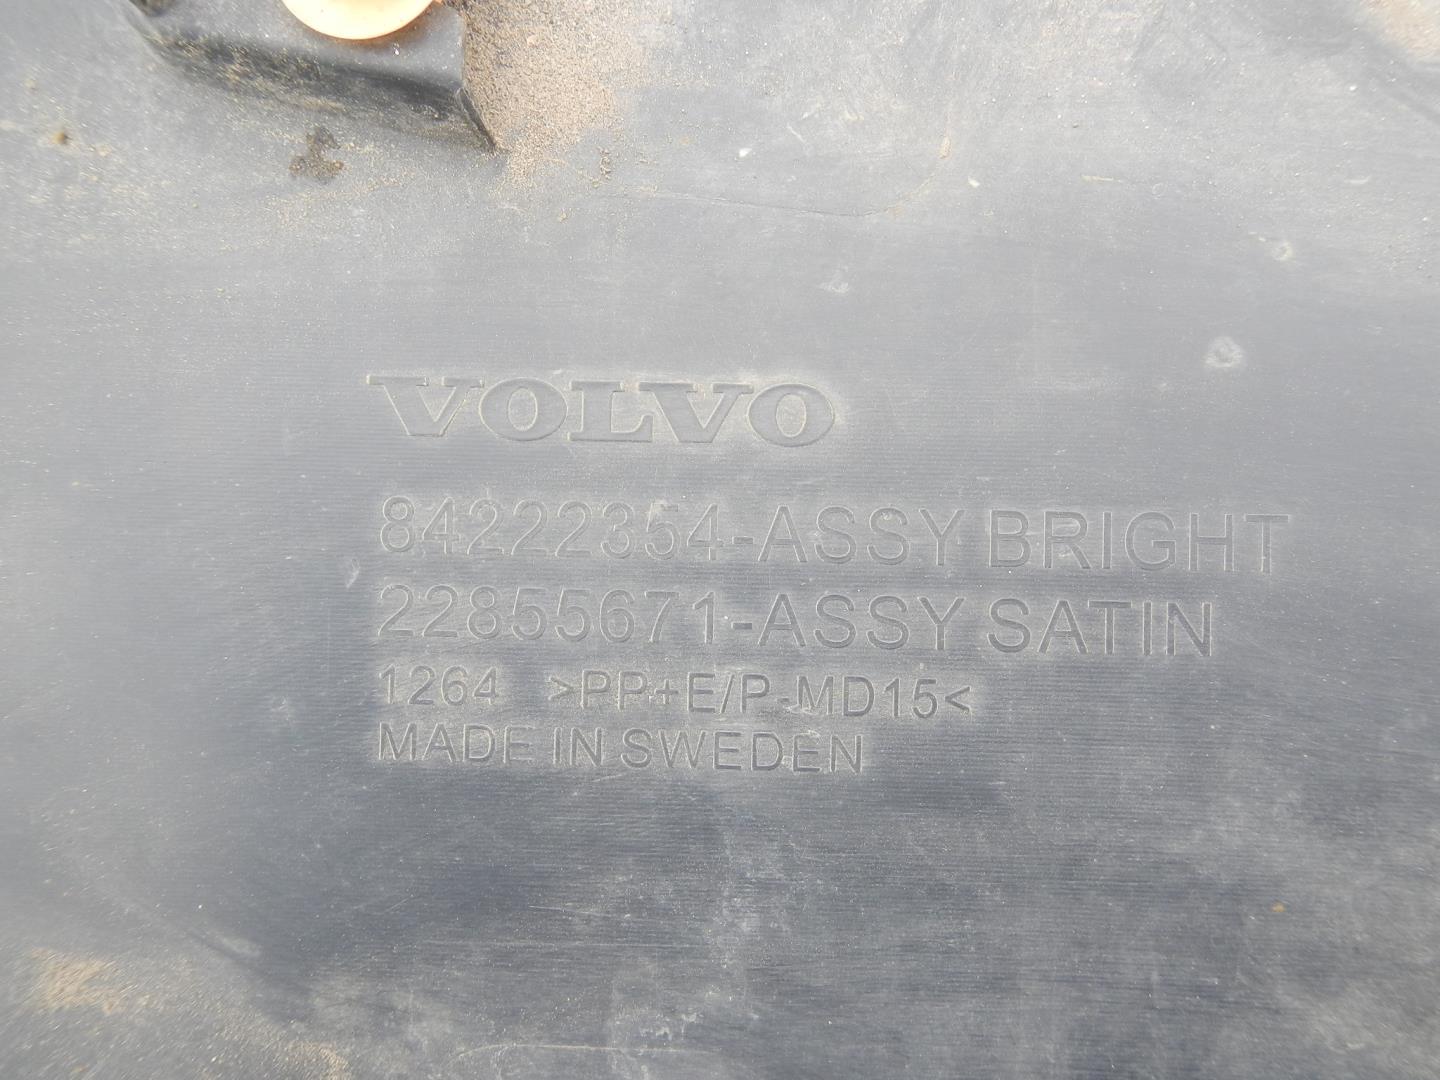 VOLVO
84222354-ASSY BRIGHT
22855671-ASSY SATIN
1264 >PP+E/P-MD15<
MADE IN SWEDEN